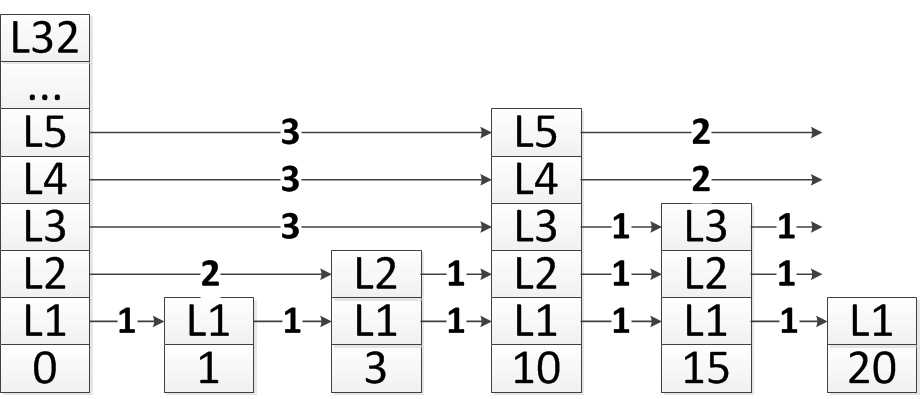 L32
...
L5 3 L5 2
L4 3 L4 2
L3 3 L3 1 L3 1
L2 2 L2 1 L2 1 L2 1
L1 1 L1 1 L1 1 L1 1 L1 1 L1
0 1 3 10 15 20